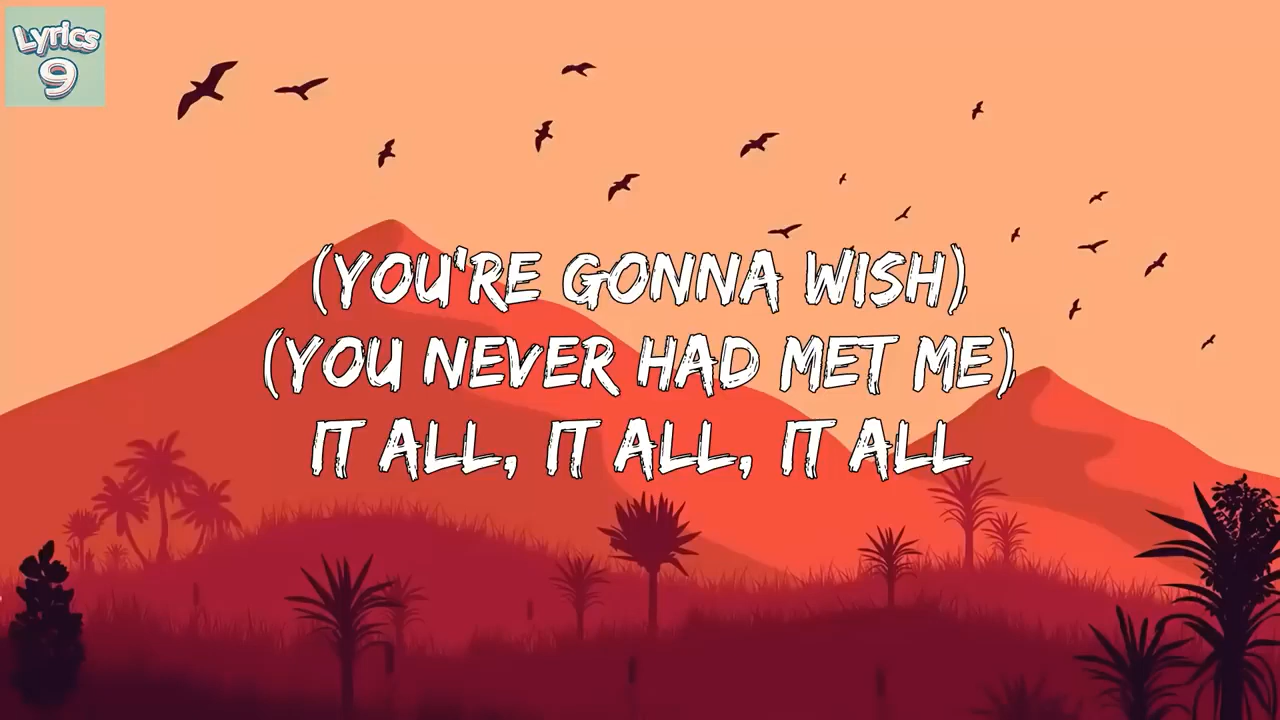 Lyrics
9
(YOU'RE GONNA WISH)
(YOU NEVER HAD MET ME)
IT ALL, IT ALL, IT ALL